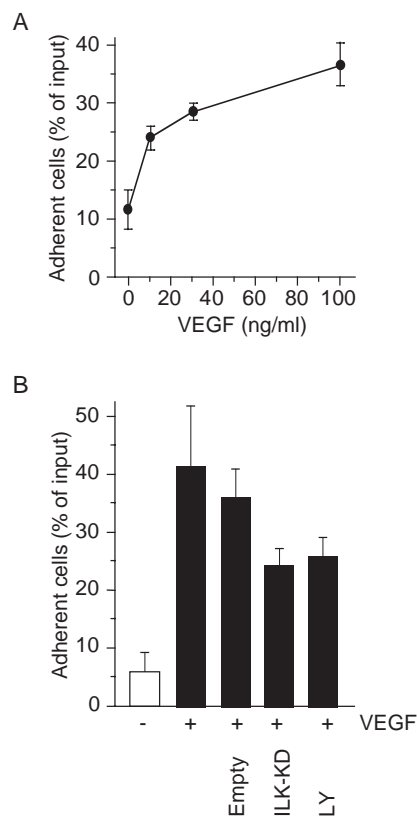 A
Adherent cells (% of input)
40
30
20
10
0
0 20 40 60 80 100
VEGF (ng/ml)
B
Adherent cells (% of input)
50
40
30
20
10
0
- + + + + VEGF
Empty
ILK-KD
LY